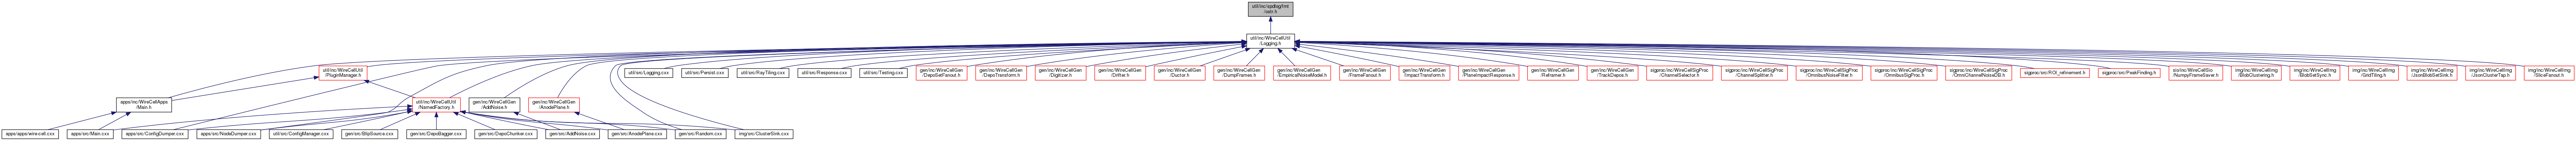 util/inc/spdlog/fmt
/ostr.h
util/inc/WireCellUtil
/Logging.h
util/inc/WireCellUtil
/PluginManager.h
util/src/Logging.cxx
util/src/Persist.cxx
util/src/RayTiling.cxx
util/src/Response.cxx
util/src/Testing.cxx
gen/inc/WireCellGen
/DepoSetFanout.h
gen/inc/WireCellGen
/DepoTransform.h
gen/inc/WireCellGen
/Digitizer.h
gen/inc/WireCellGen
/Drifter.h
gen/inc/WireCellGen
/Ductor.h
gen/inc/WireCellGen
/DumpFrames.h
gen/inc/WireCellGen
/EmpiricalNoiseModel.h
gen/inc/WireCellGen
/FrameFanout.h
gen/inc/WireCellGen
/ImpactTransform.h
gen/inc/WireCellGen
/PlaneImpactResponse.h
gen/inc/WireCellGen
/Reframer.h
gen/inc/WireCellGen
/TrackDepos.h
sigproc/inc/WireCellSigProc
/ChannelSelector.h
sigproc/inc/WireCellSigProc
/ChannelSplitter.h
sigproc/inc/WireCellSigProc
/OmnibusNoiseFilter.h
sigproc/inc/WireCellSigProc
/OmnibusSigProc.h
sigproc/inc/WireCellSigProc
/OmniChannelNoiseDB.h
sigproc/src/ROI_refinement.h
sigproc/src/PeakFinding.h
sio/inc/WireCellSio
/NumpyFrameSaver.h
img/inc/WireCellImg
/BlobClustering.h
img/inc/WireCellImg
/BlobSetSync.h
img/inc/WireCellImg
/GridTiling.h
img/inc/WireCellImg
/JsonBlobSetSink.h
img/inc/WireCellImg
/JsonClusterTap.h
img/inc/WireCellImg
/SliceFanout.h
apps/inc/WireCellApps
/Main.h
util/inc/WireCellUtil
/NamedFactory.h
gen/inc/WireCellGen
/AddNoise.h
gen/inc/WireCellGen
/AnodePlane.h
apps/apps/wire-cell.cxx
apps/src/Main.cxx
apps/src/ConfigDumper.cxx
apps/src/NodeDumper.cxx
util/src/ConfigManager.cxx
gen/src/BlipSource.cxx
gen/src/DepoBagger.cxx
gen/src/DepoChunker.cxx
gen/src/AddNoise.cxx
gen/src/AnodePlane.cxx
gen/src/Random.cxx
img/src/ClusterSink.cxx